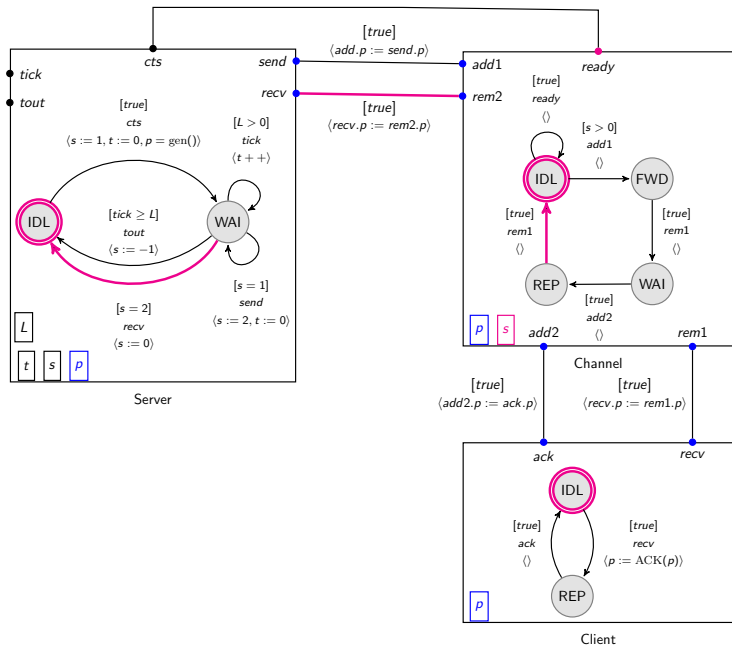 [true]
⟨add.p := send.p⟩
cts
send
add1
ready
tick
tout
recv
rem2
[true]
⟨recv.p := rem2.p⟩
[true]
cts
⟨s := 1, t := 0, p = gen()⟩
[L > 0]
tick
⟨t ++⟩
[true]
ready
⟨⟩
[s > 0]
add1
⟨⟩
IDL
FWD
IDL
WAI
[tick ≥ L]
tout
⟨s := −1⟩
[true]
rem1
⟨⟩
[true]
rem1
⟨⟩
REP
WAI
[s = 1]
send
⟨s := 2, t := 0⟩
[s = 2]
recv
⟨s := 0⟩
[true]
add2
⟨⟩
L
t
s
p
Server
p
s
add2
rem1
Channel
[true]
⟨add2.p := ack.p⟩
[true]
⟨recv.p := rem1.p⟩
ack
recv
IDL
[true]
ack
⟨⟩
[true]
recv
⟨p := ACK(p)⟩
REP
p
Client